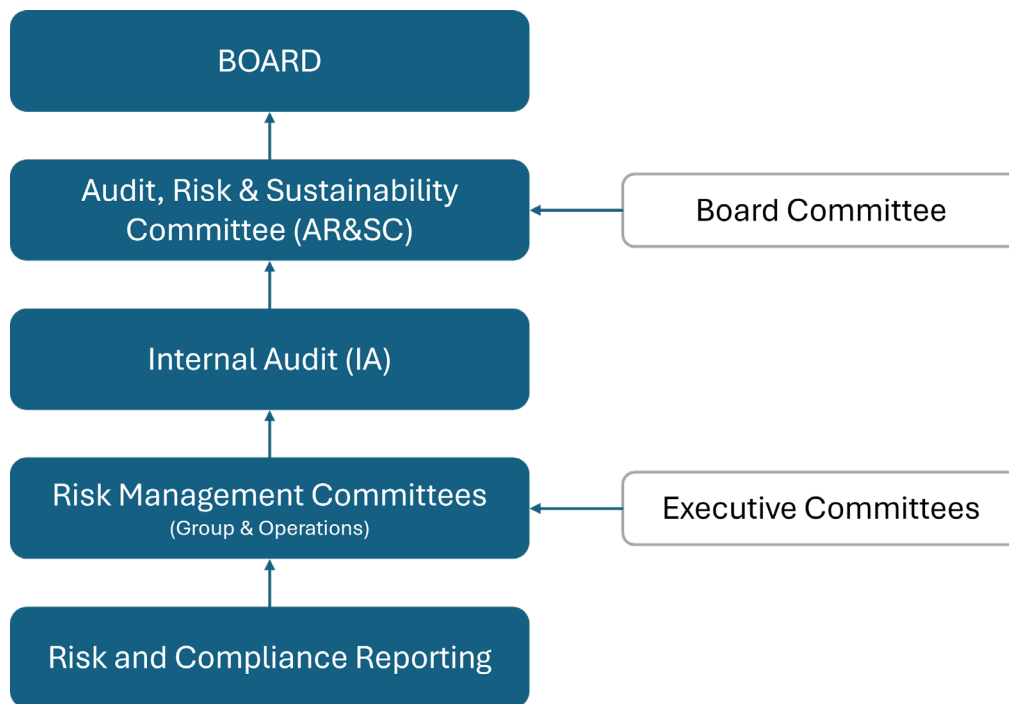 BOARD
Audit, Risk & Sustainability
Committee (AR&SC)
Board Committee
Internal Audit (IA)
Risk Management Committees
(Group & Operations)
Executive Committees
Risk and Compliance Reporting